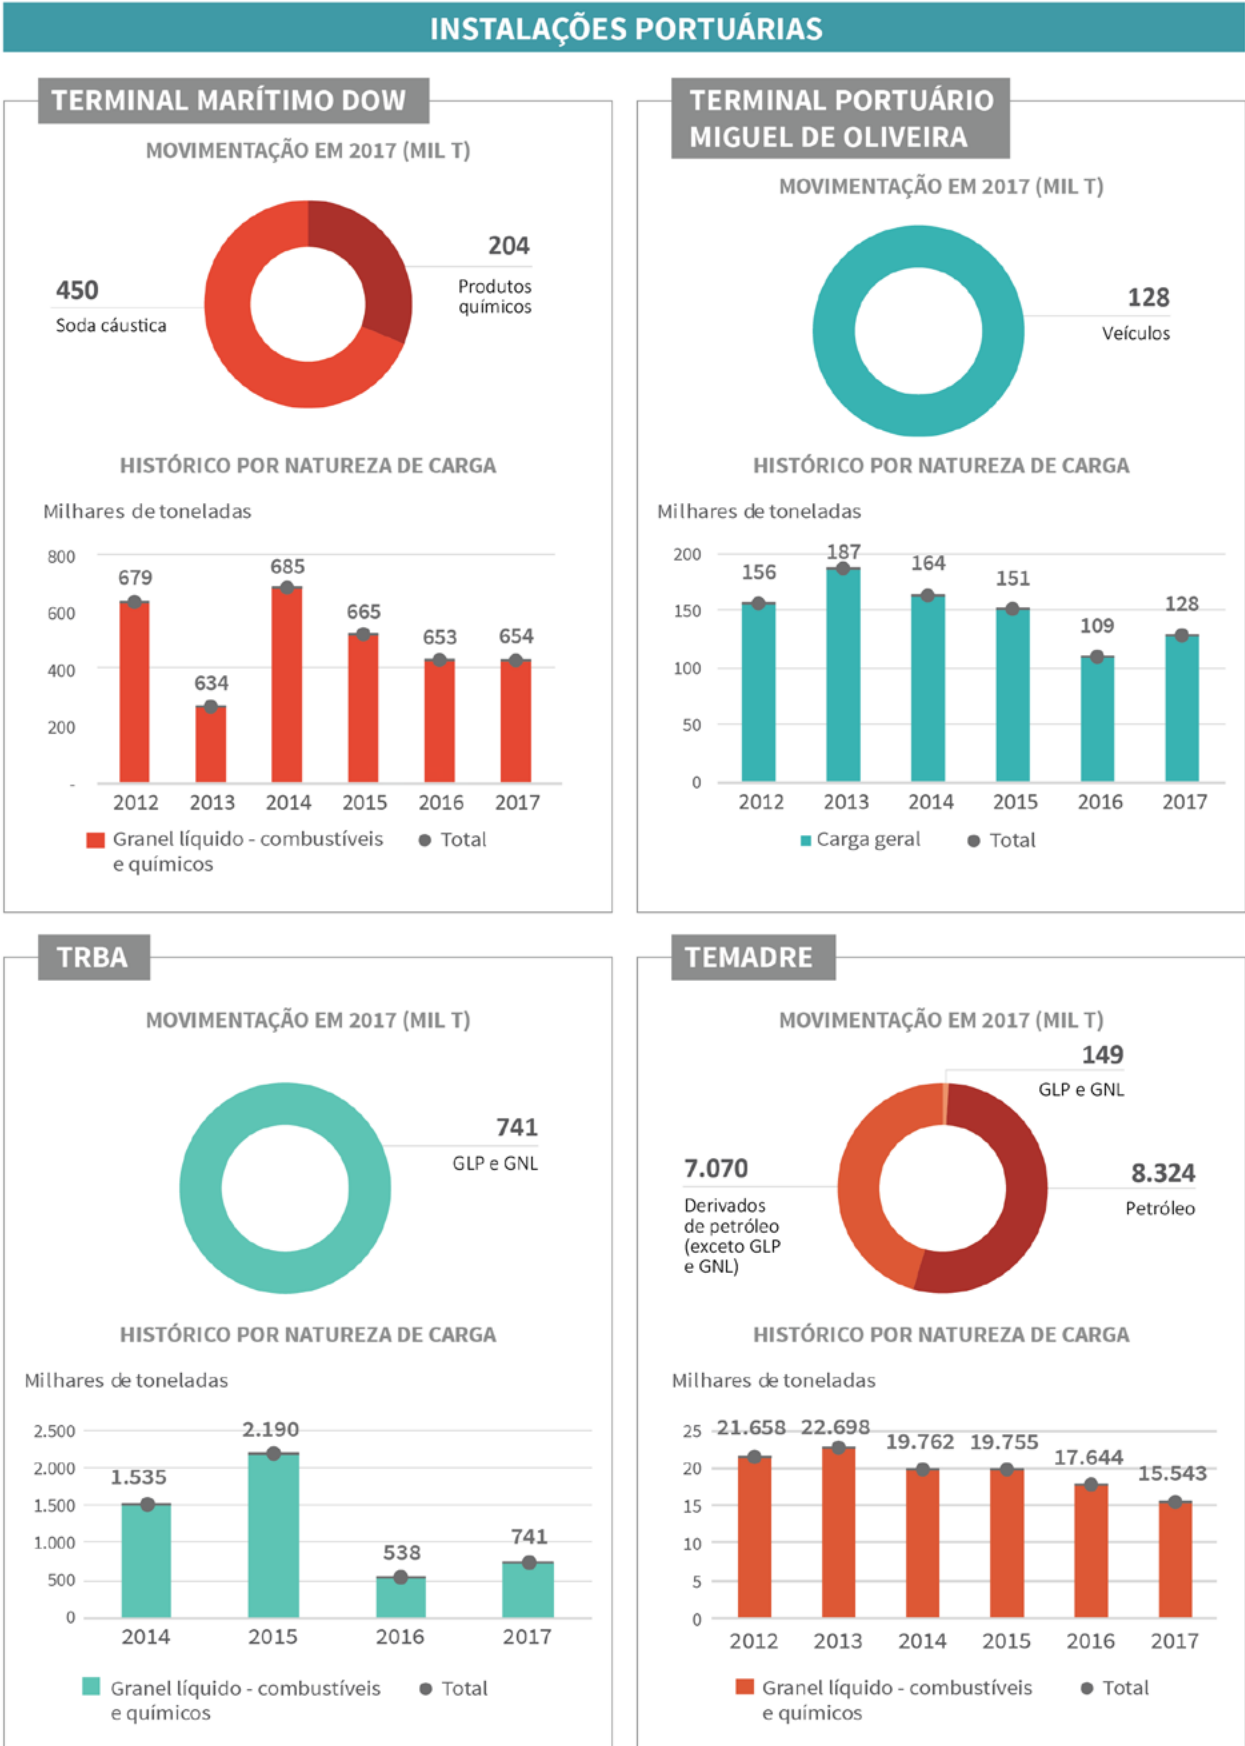 INSTALAÇÕES PORTUÁRIAS
TERMINAL MARÍTIMO DOW
MOVIMENTAÇÃO EM 2017 (MIL T)
204
Produtos
químicos
450
Soda cáustica
HISTÓRICO POR NATUREZA DE CARGA
Milhares de toneladas
800
600
400
200
-
679
634
685
665
653
654
2012 2013 2014 2015 2016 2017
Granel líquido - combustíveis
e químicos
Total
TERMINAL PORTUÁRIO
MIGUEL DE OLIVEIRA
MOVIMENTAÇÃO EM 2017 (MIL T)
128
Veículos
HISTÓRICO POR NATUREZA DE CARGA
Milhares de toneladas
200
150
100
50
0
156
187
164
151
109
128
2012 2013 2014 2015 2016 2017
Carga geral
Total
TRBA
MOVIMENTAÇÃO EM 2017 (MIL T)
741
GLP e GNL
HISTÓRICO POR NATUREZA DE CARGA
Milhares de toneladas
2.500
2.000
1.500
1.000
500
0
1.535
2.190
538
741
2014 2015 2016 2017
Granel líquido - combustíveis
e químicos
Total
TEMADRE
MOVIMENTAÇÃO EM 2017 (MIL T)
149
GLP e GNL
7.070
Derivados
de petróleo
(exceto GLP
e GNL)
8.324
Petróleo
HISTÓRICO POR NATUREZA DE CARGA
Milhares de toneladas
25
20
15
10
5
0
21.658
22.698
19.762
19.755
17.644
15.543
2012 2013 2014 2015 2016 2017
Granel líquido - combustíveis
e químicos
Total